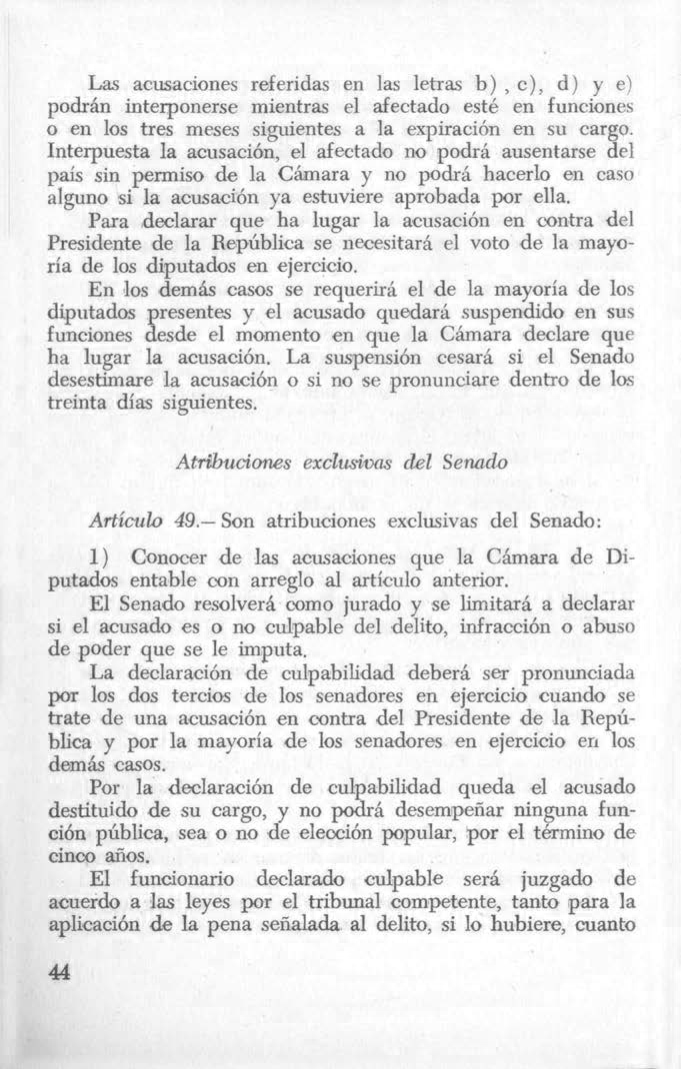 Las acusaciones referidas en las letras b) , c), d) y e)
podrán interponerse mientras el afectado esté en funciones
o en los tres meses siguientes a la expiración en su cargo.
Interpuesta la acusación, el afectado no podrá ausentarse del
país sin permiso de la Cámara y no podrá hacerlo en caso
alguno si la acusación ya estuviere aprobada por ella.
Para declarar que ha lugar la acusación en contra del
Presidente de la República se necesitará el voto de la mayo-
ría de los diputados en ejercicio.
En los demás casos se requerirá el de la mayoría de los
diputados presentes y el acusado quedará suspendido en sus
funciones desde el momento en que la Cámara declare que
ha lugar la acusación. La suspensión cesará si el Senado
desestimare la acusación o si no se pronunciare dentro de los
treinta días siguientes.
Atribuciones exclusivas del Senado
Artículo 49.— Son atribuciones exclusivas del Senado:
1) Conocer de las acusaciones que la Cámara de Di-
putados entable con arreglo al artículo anterior.
El Senado resolverá como jurado y se limitará a declarar
si el acusado es o no culpable del delito, infracción o abuso
de poder que se le imputa.
La declaración de culpabilidad deberá ser pronunciada
por los dos tercios de los senadores en ejercicio cuando se
trate de una acusación en contra del Presidente de la Repú-
blica y por la mayoría de los senadores en ejercicio en los
demás casos.
Por la declaración de culpabilidad queda el acusado
destituido de su cargo, y no podrá desempeñar ninguna fun-
ción pública, sea o no de elección popular, por el término de
cinco años.
El funcionario declarado culpable será juzgado de
acuerdo a las leyes por el tribunal competente, tanto para la
aplicación de la pena señalada al delito, si lo hubiere, cuanto
44